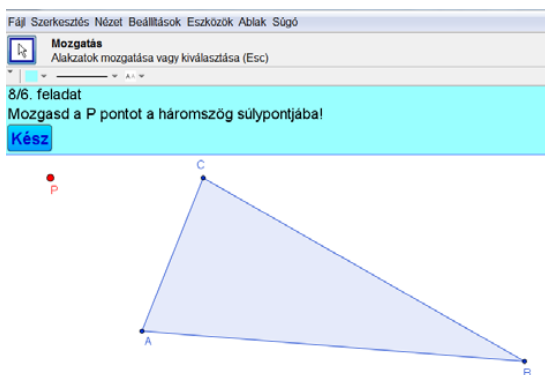 Fájl Szerkesztés Nézet Beállítások Eszközök Ablak Súgó
Mozgatás
Alakzatok mozgatása vagy kiválasztása (Esc)
8/6. feladat
Mozgasd a P pontot a háromszög súlypontjába!
Kész
P
C
A
B